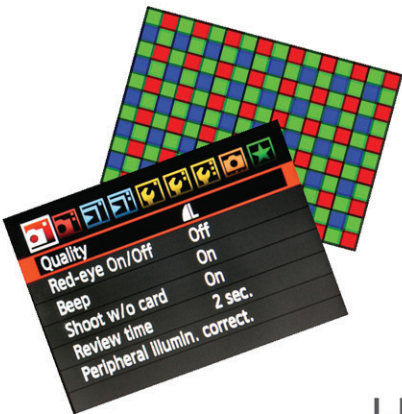 Quality L
Red-eye On/Off Off
Beep On
Shoot w/o card On
Review time 2 sec.
Peripheral illumin. correct.